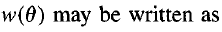 w(θ) may be written as